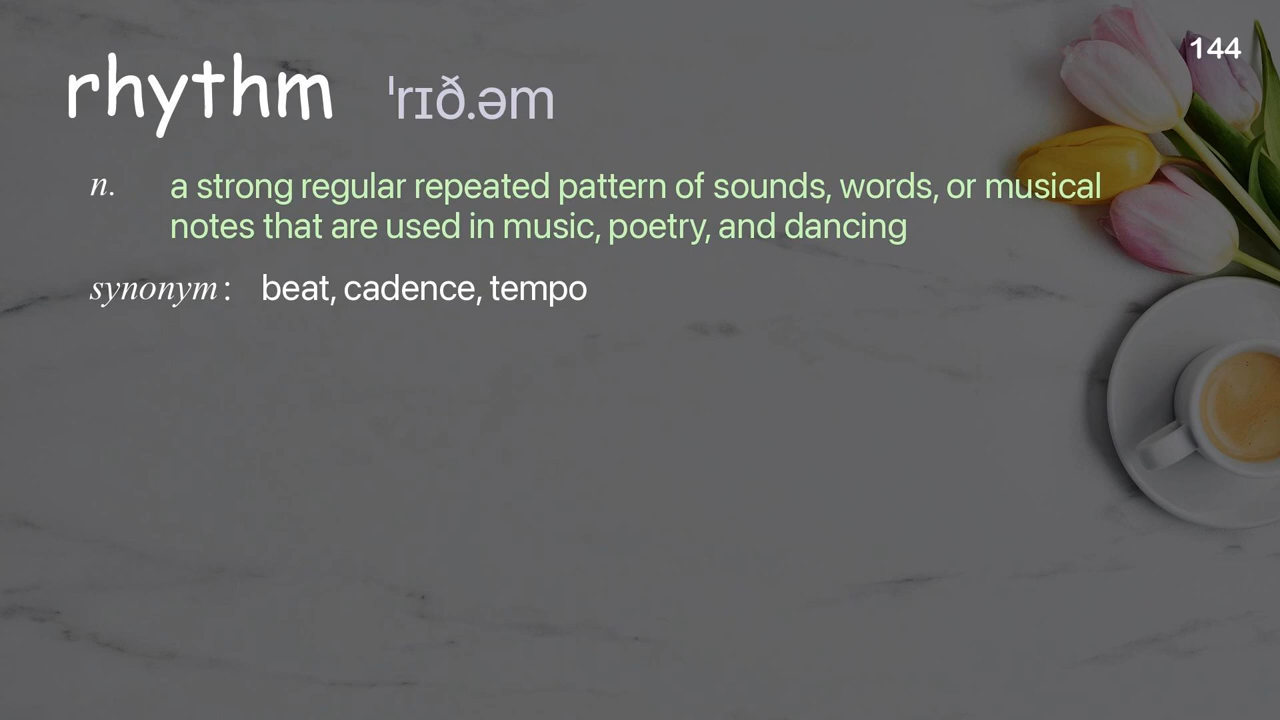 144
rhythm ˈrɪð.əm
n. a strong regular repeated pattern of sounds, words, or musical
notes that are used in music, poetry, and dancing
synonym: beat, cadence, tempo